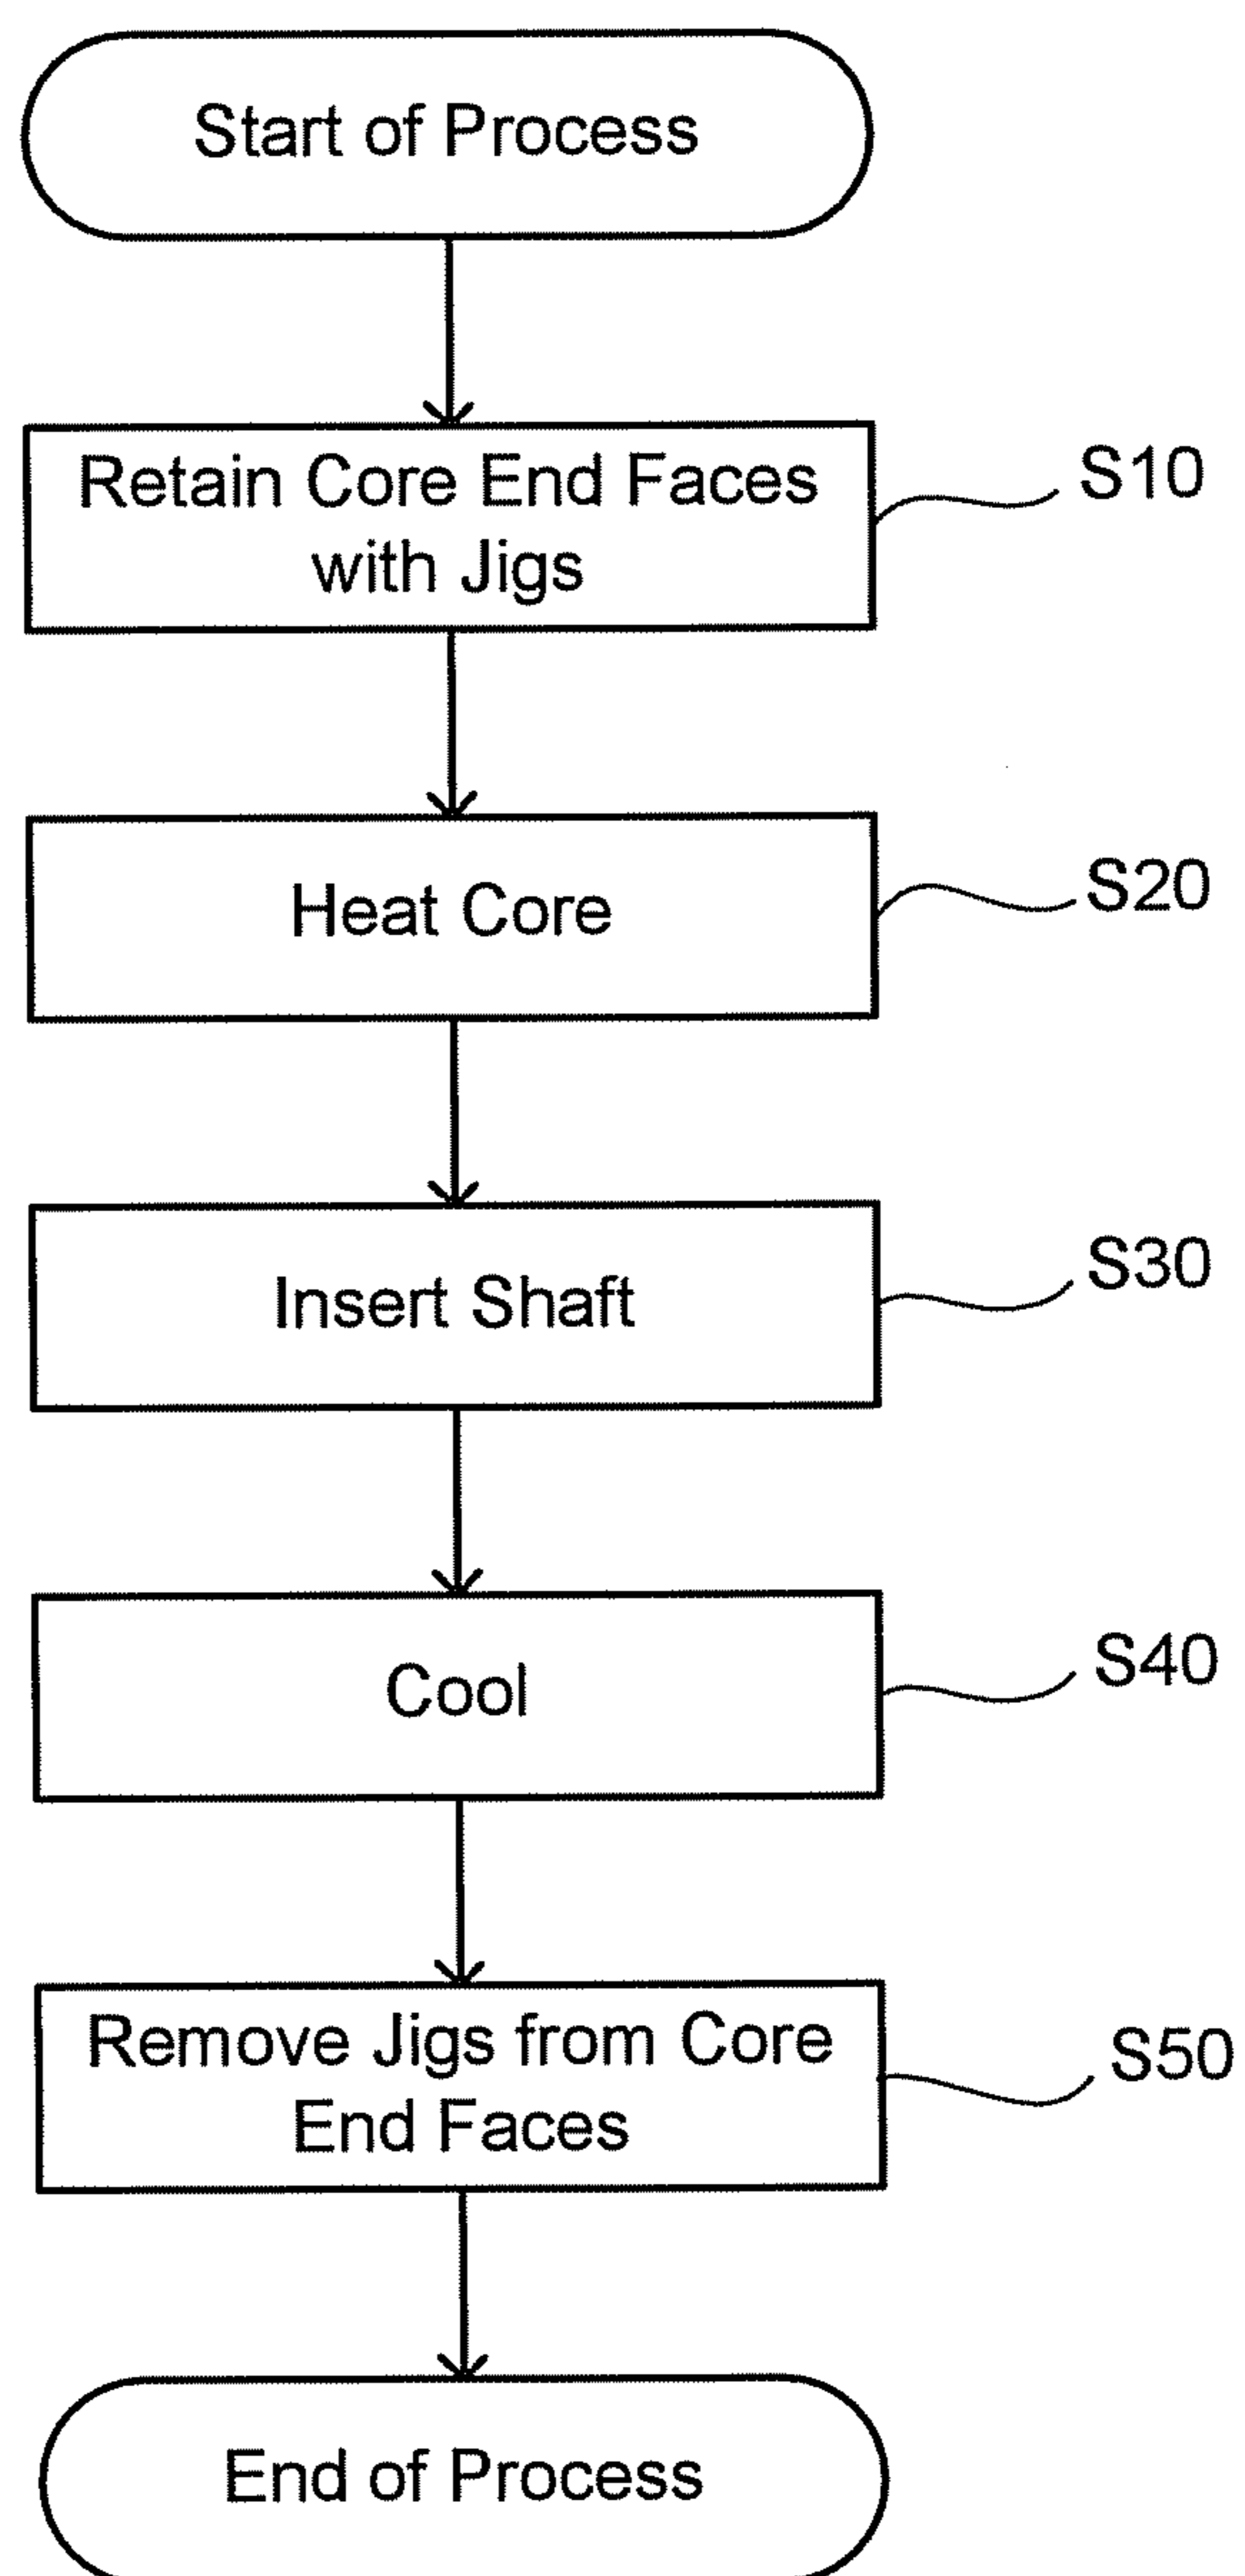 Start of Process
Retain Core End Faces
with Jigs
S10
Heat Core
S20
Insert Shaft
S30
Cool
S40
Remove Jigs from Core
End Faces
S50
End of Process